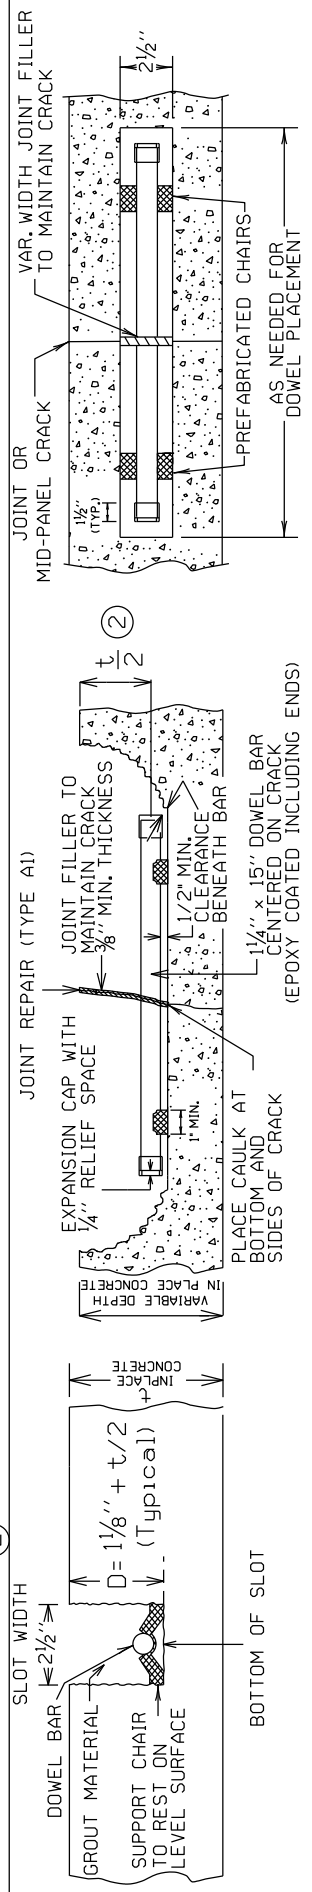 SLOT WIDTH
2½"
DOWEL BAR
GROUT MATERIAL
SUPPORT CHAIR
TO REST ON
LEVEL SURFACE
D= 1⅛" + t/2
(Typical)
t
INPLACE
CONCRETE
BOTTOM OF SLOT
JOINT REPAIR (TYPE A1)
EXPANSION CAP WITH
¼" RELIEF SPACE
JOINT FILLER TO
MAINTAIN CRACK
⅜" MIN. THICKNESS
t/2
2
VARIABLE DEPTH
IN PLACE CONCRETE
1" MIN.
1/2" MIN.
CLEARANCE
BENEATH BAR
PLACE CAULK AT
BOTTOM AND
SIDES OF CRACK
1¼" x 15" DOWEL BAR
CENTERED ON CRACK
(EPOXY COATED INCLUDING ENDS)
JOINT OR
MID-PANEL CRACK
VAR. WIDTH JOINT FILLER
TO MAINTAIN CRACK
1½"
(TYP.)
2½"
PREFABRICATED CHAIRS
AS NEEDED FOR
DOWEL PLACEMENT